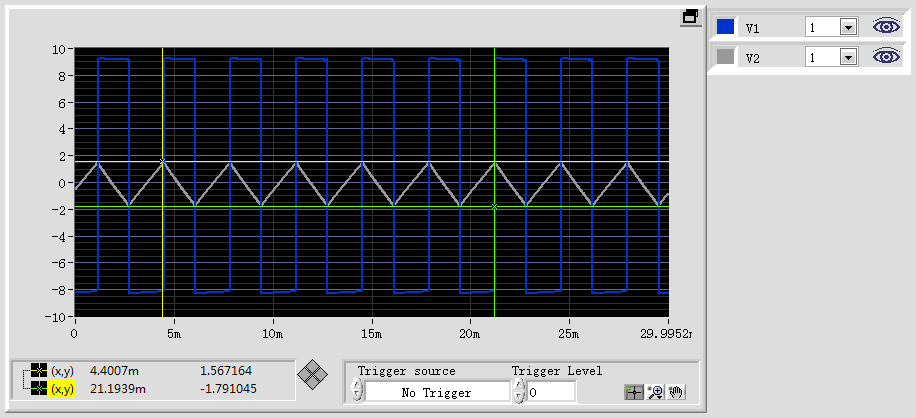 V1 1
V2 1
10
8
6
4
2
0
-2
-4
-6
-8
-10
0 5m 10m 15m 20m 25m 29.9952m
(x,y) 4.4007m 1.567164
(x,y) 21.1939m -1.791045
Trigger source Trigger Level
No Trigger 0